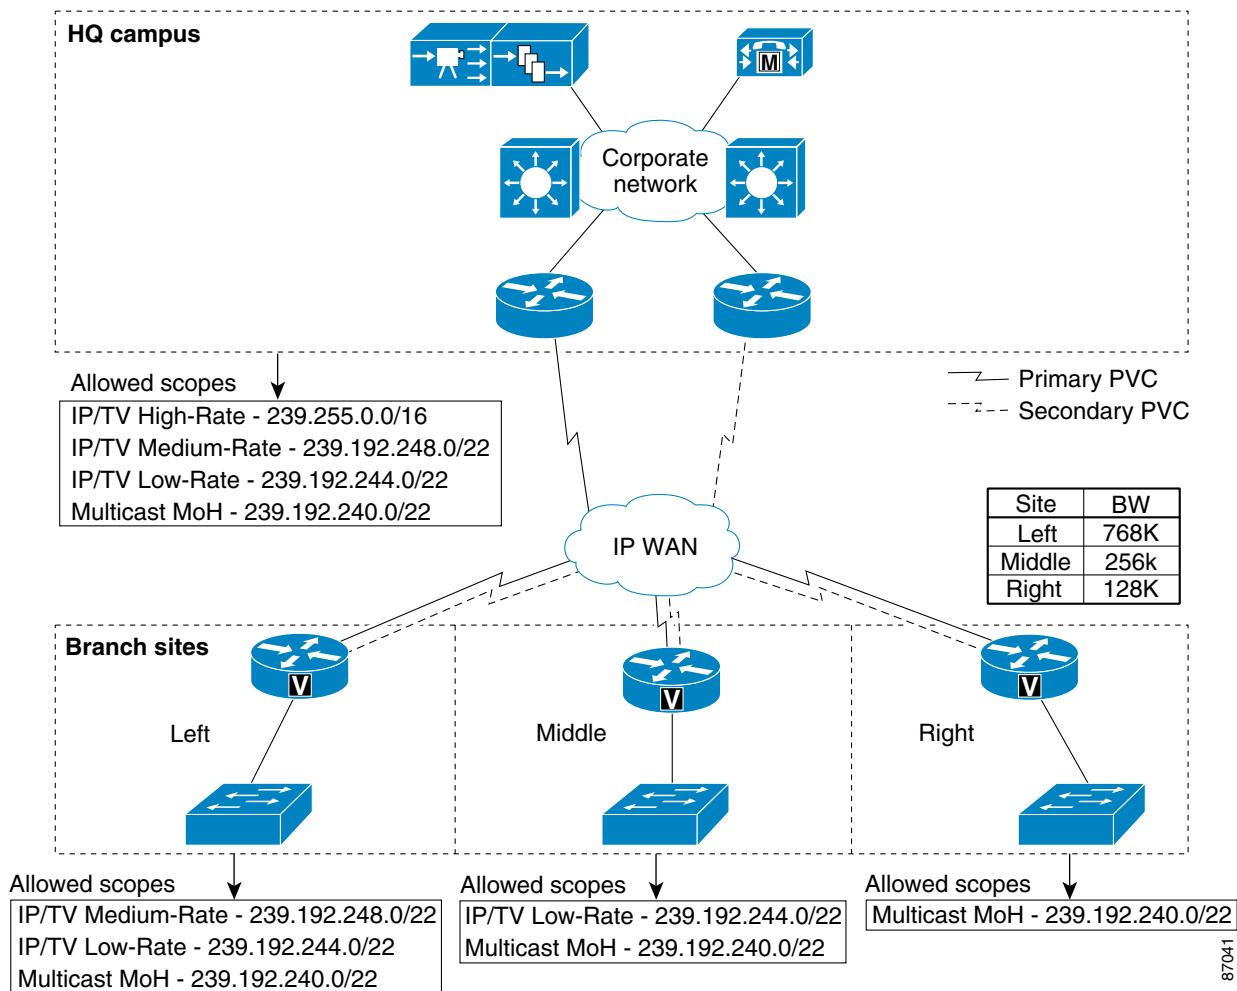 HQ campus
M
Corporate
network
Allowed scopes
IP/TV High-Rate - 239.255.0.0/16
IP/TV Medium-Rate - 239.192.248.0/22
IP/TV Low-Rate - 239.192.244.0/22
Multicast MoH - 239.192.240.0/22
Primary PVC
Secondary PVC
IP WAN
Site BW
Left 768K
Middle 256k
Right 128K
Branch sites
V
V
V
Left
Middle
Right
Allowed scopes
IP/TV Medium-Rate - 239.192.248.0/22
IP/TV Low-Rate - 239.192.244.0/22
Multicast MoH - 239.192.240.0/22
Allowed scopes
IP/TV Low-Rate - 239.192.244.0/22
Multicast MoH - 239.192.240.0/22
Allowed scopes
Multicast MoH - 239.192.240.0/22
87041